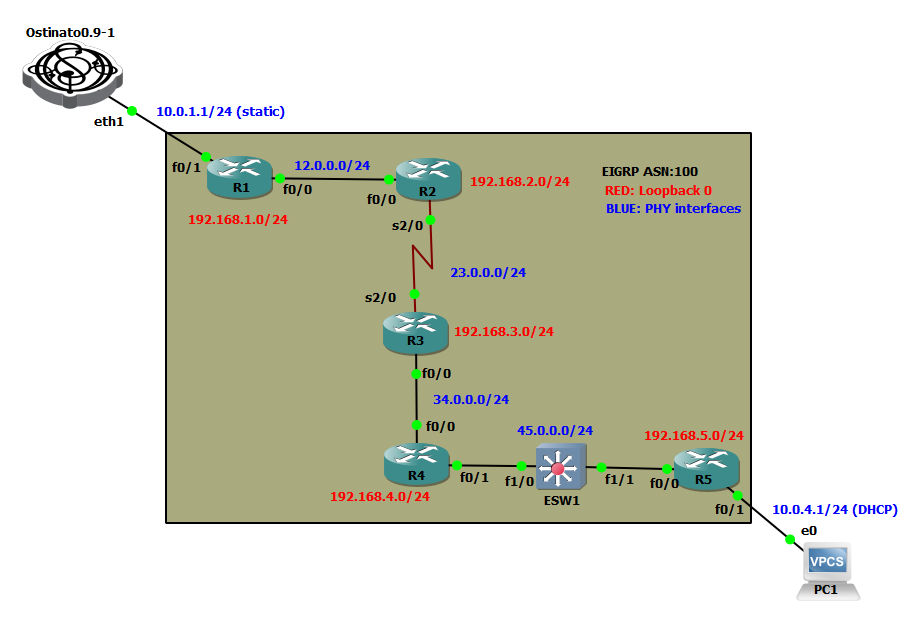 Ostinato0.9-1
eth1
10.0.1.1/24 (static)
f0/1
R1
f0/0
12.0.0.0/24
f0/0
R2
192.168.2.0/24
192.168.1.0/24
EIGRP ASN:100
RED: Loopback 0
BLUE: PHY interfaces
s2/0
23.0.0.0/24
s2/0
R3
192.168.3.0/24
f0/0
34.0.0.0/24
f0/0
R4
f0/1
192.168.4.0/24
45.0.0.0/24
f1/0
ESW1
f1/1
192.168.5.0/24
f0/0
R5
f0/1
10.0.4.1/24 (DHCP)
e0
VPCS
PC1